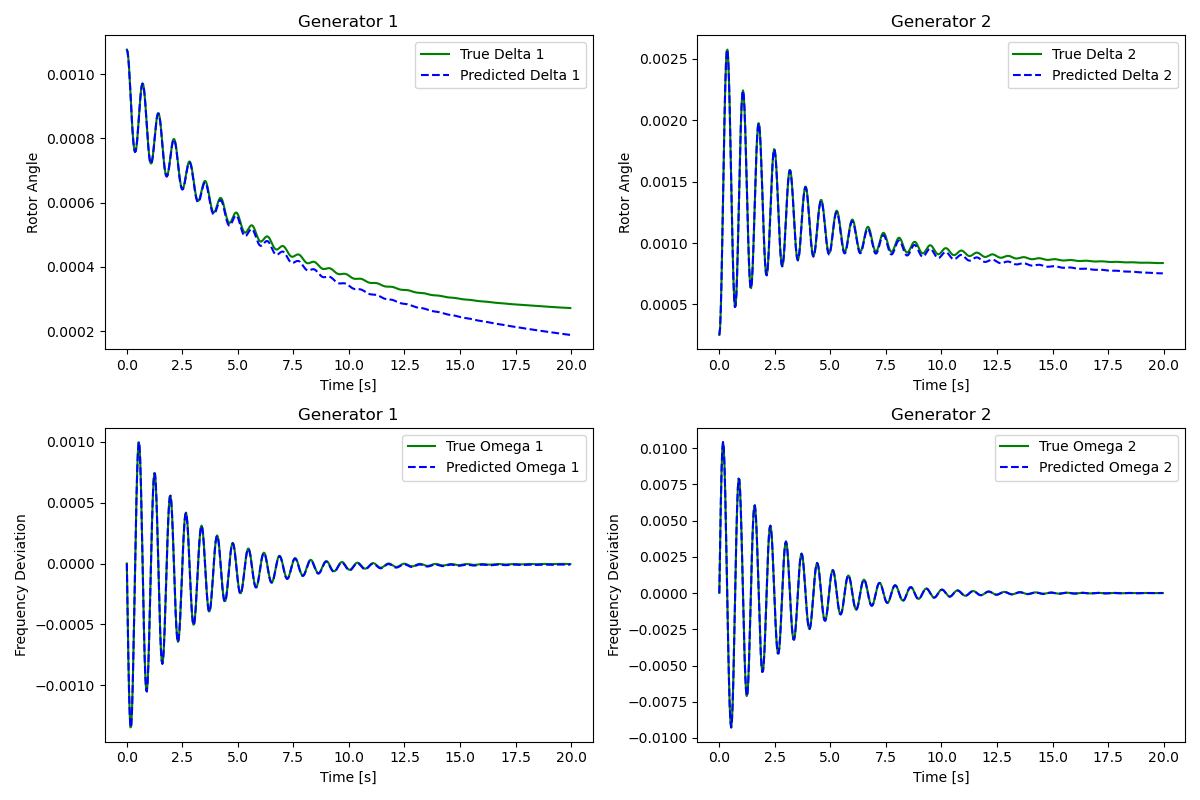 Generator 1
True Delta 1
Predicted Delta 1
Rotor Angle
0.0010
0.0008
0.0006
0.0004
0.0002
0.0 2.5 5.0 7.5 10.0 12.5 15.0 17.5 20.0
Time [s]
Generator 2
True Delta 2
Predicted Delta 2
Rotor Angle
0.0025
0.0020
0.0015
0.0010
0.0005
0.0 2.5 5.0 7.5 10.0 12.5 15.0 17.5 20.0
Time [s]
Generator 1
True Omega 1
Predicted Omega 1
Frequency Deviation
0.0010
0.0005
0.0000
−0.0005
−0.0010
0.0 2.5 5.0 7.5 10.0 12.5 15.0 17.5 20.0
Time [s]
Generator 2
True Omega 2
Predicted Omega 2
Frequency Deviation
0.0100
0.0075
0.0050
0.0025
0.0000
−0.0025
−0.0050
−0.0075
−0.0100
0.0 2.5 5.0 7.5 10.0 12.5 15.0 17.5 20.0
Time [s]